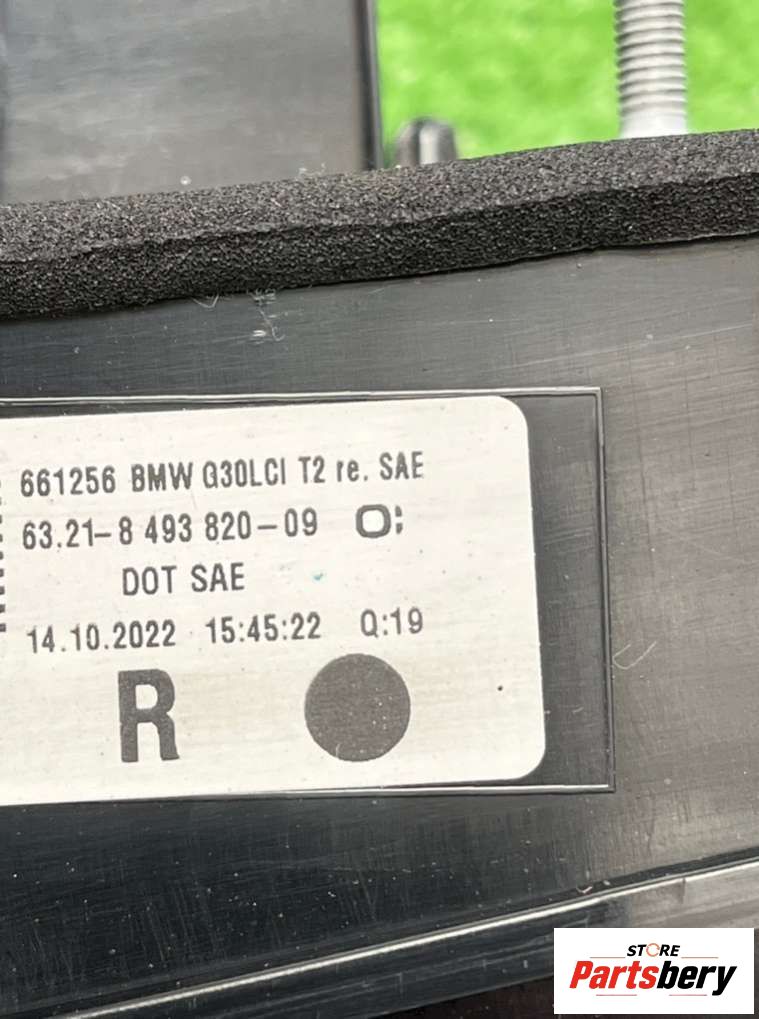 661256 BMW G30LCI T2 re. SAE
63.21-8 493 820-09
DOT SAE
14.10.2022 15:45:22 Q:19
R
STORE
Partsbery